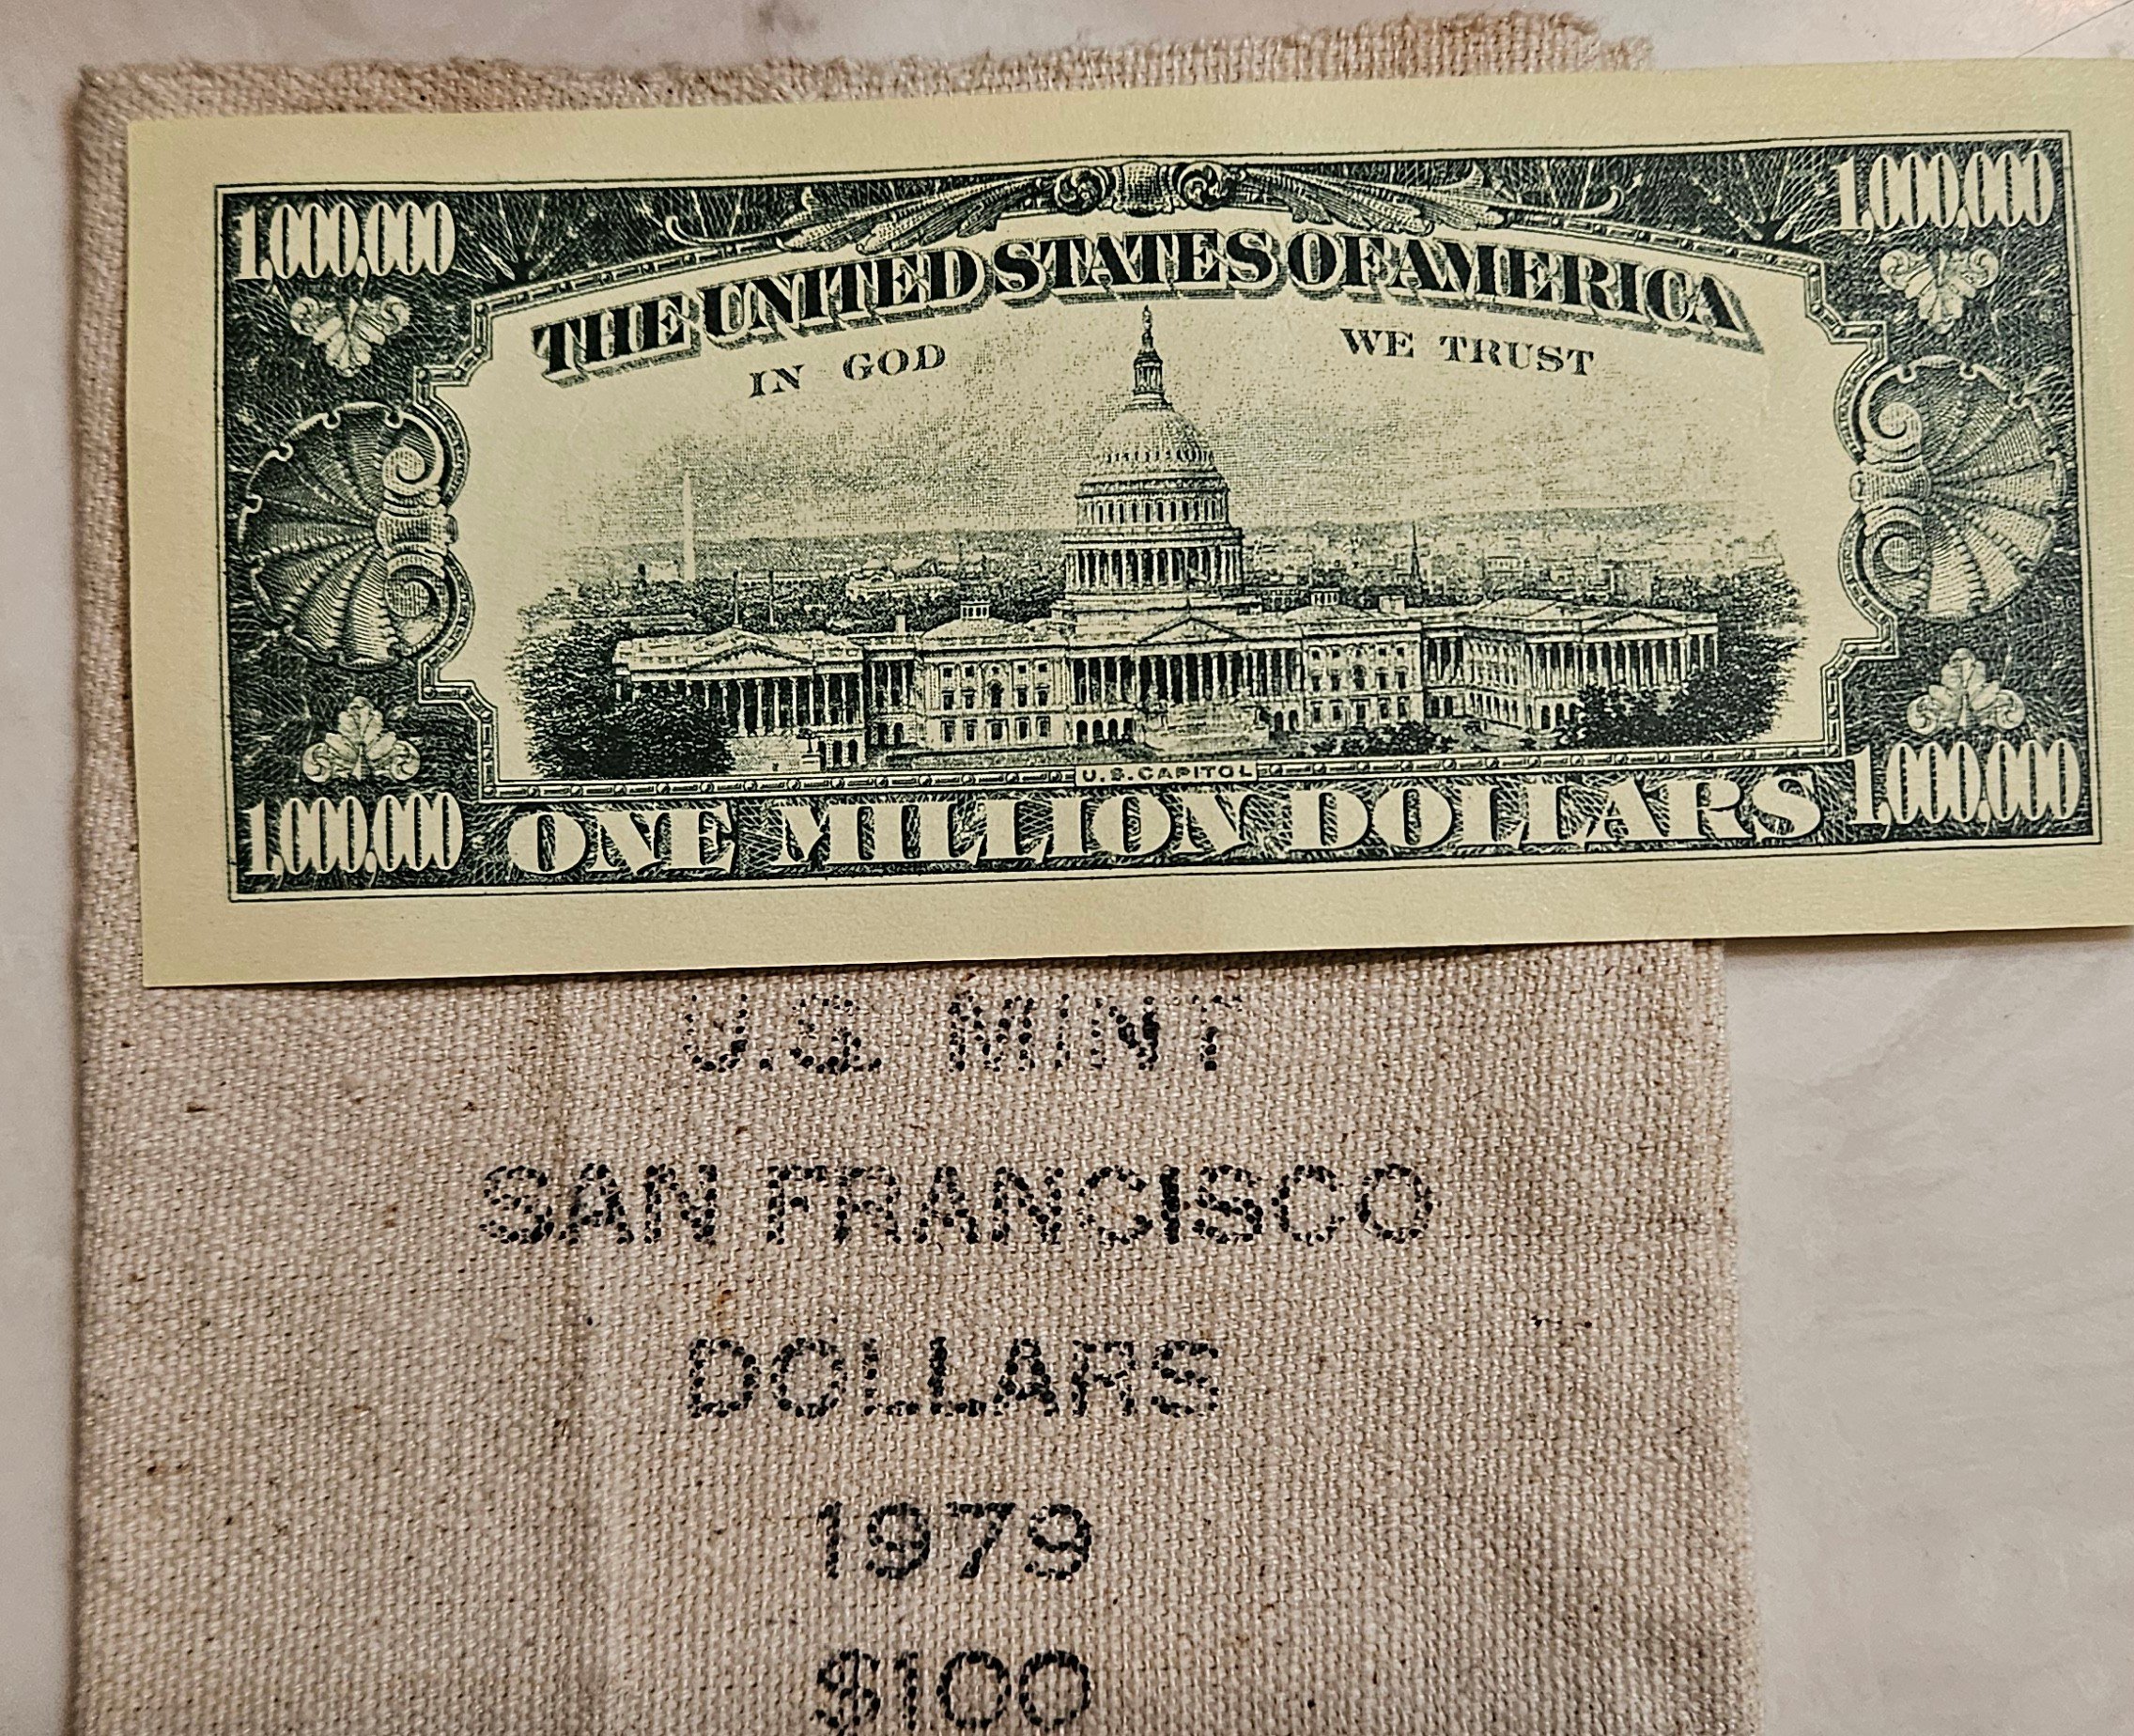 1,000,000 1,000,000
THE UNITED STATES OF AMERICA
IN GOD WE TRUST
U.S. CAPITOL
1,000,000 ONE MILLION DOLLARS 1,000,000
U.S. MINT
SAN FRANCISCO
DOLLARS
1979
$100